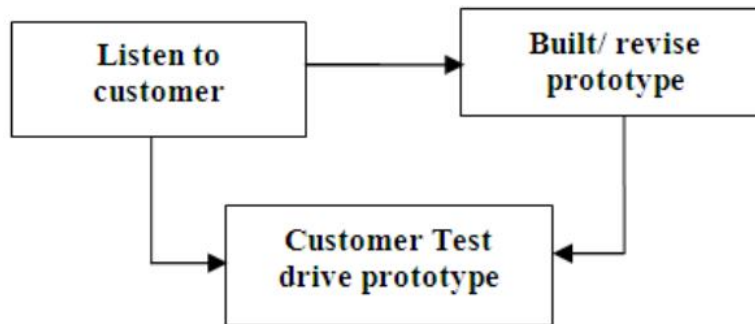 Listen to
customer
Built/ revise
prototype
Customer Test
drive prototype